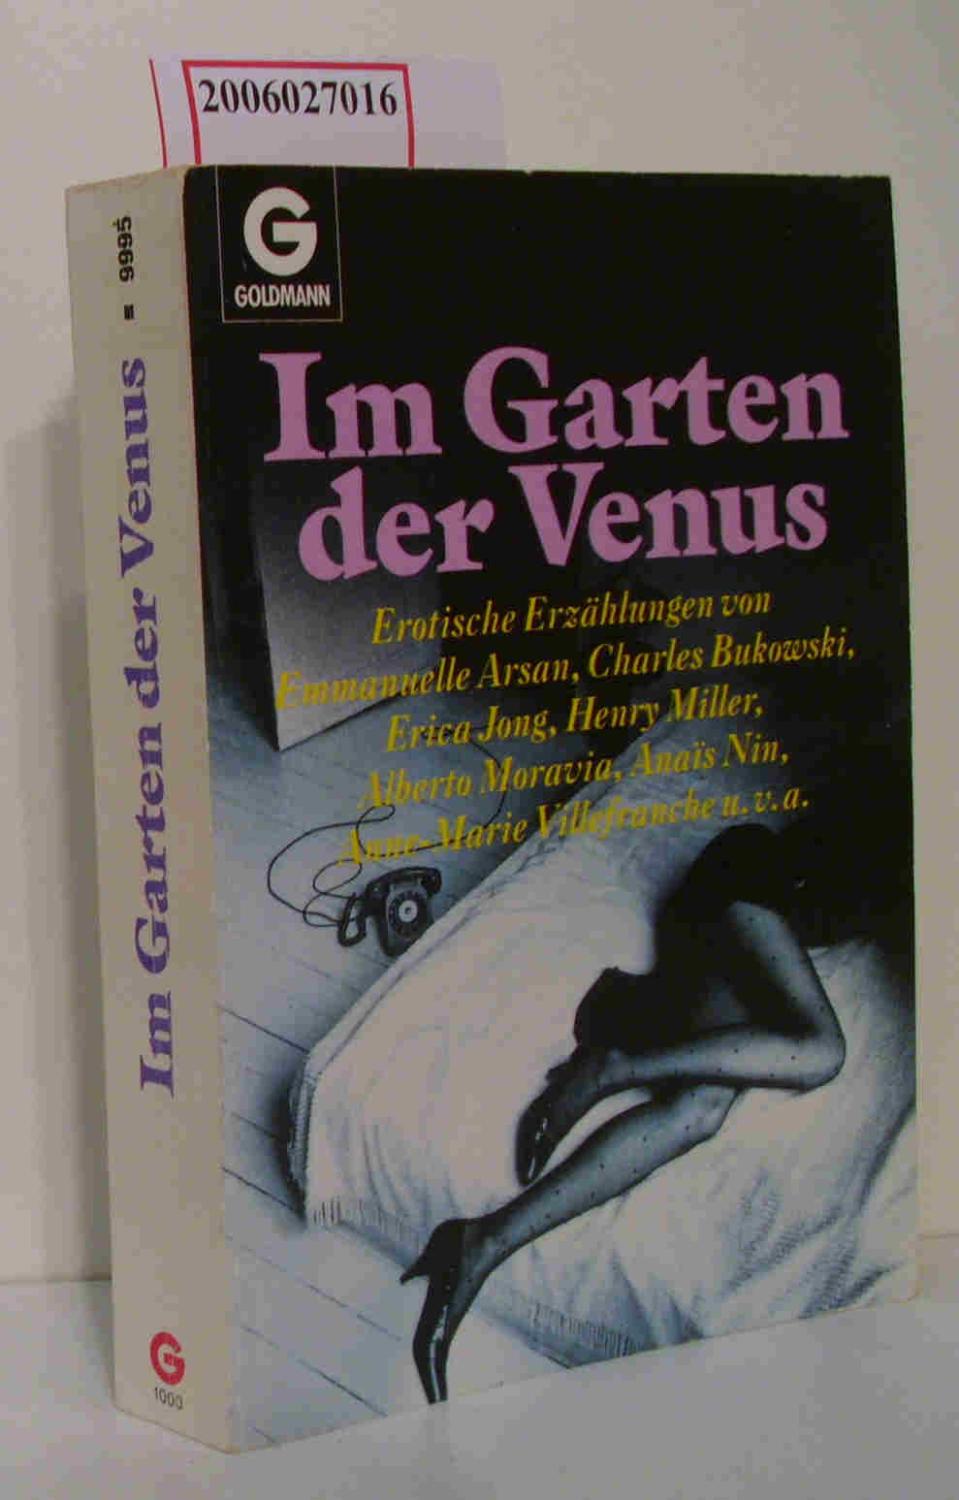 2006027016
G
GOLDMANN
Im Garten
der Venus
Erotische Erzählungen von
Emmanuelle Arsan, Charles Bukowski,
Erica Jong, Henry Miller,
Alberto Moravia, Anaïs Nin,
Anne-Marie Villefranche u.v.a.
Im Garten der Venus 9995
G
1000